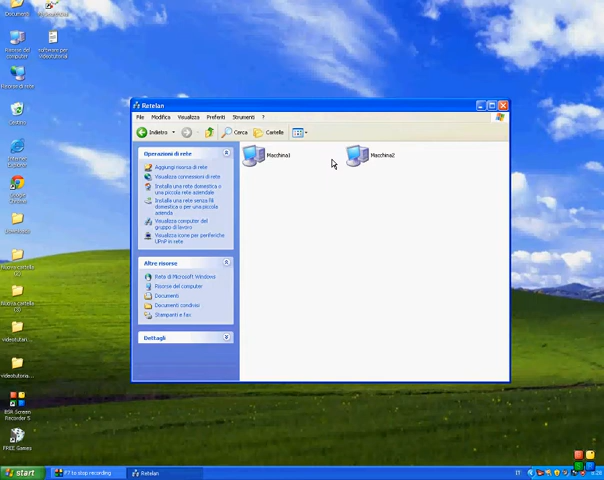 Documenti
Risorse del
computer
software per
Risorse di rete
Cestino
Internet
Explorer
Google
Chrome
Downloads
Nuova cartella
(2)
Nuova cartella
(3)
BSR Screen
Recorder 5
FREE Games
Retelan
File Modifica Visualizza Preferiti Strumenti ?
Indietro Cerca Cartelle
Operazioni di rete
Aggiungi risorsa di rete
Visualizza connessioni di rete
Installa una rete domestica o
una piccola rete aziendale
Installa una rete senza fili
domestica o per una piccola
azienda
Visualizza computer del
gruppo di lavoro
Visualizza icone per periferiche
UPnP in rete
Altre risorse
Rete di Microsoft Windows
Risorse del computer
Documenti
Documenti condivisi
Stampanti e fax
Dettagli
Macchina1
Macchina2
start
F7 to stop recording
Retelan
IT